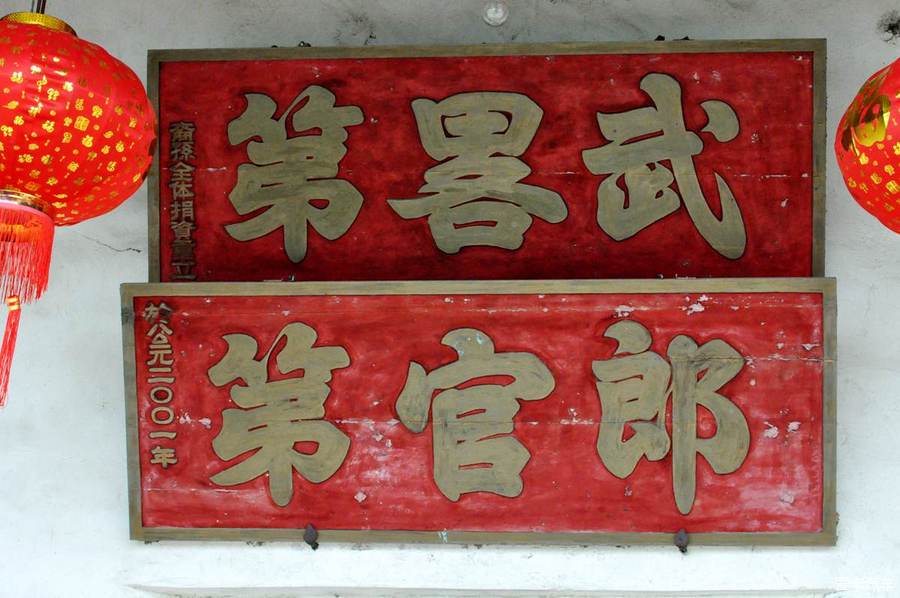 武畧第
裔孫全体捐資重立
郎官第
於公元二〇〇一年